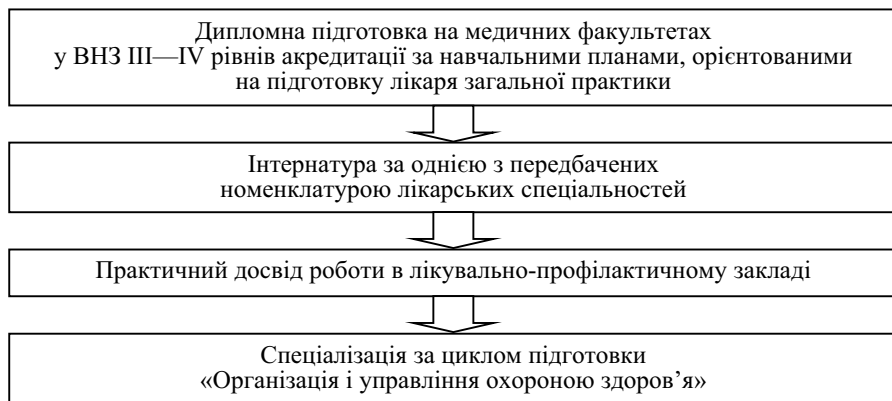 Дипломна підготовка на медичних факультетах
у ВНЗ III—IV рівнів акредитації за навчальними планами, орієнтованими
на підготовку лікаря загальної практики
Інтернатура за однією з передбачених
номенклатурою лікарських спеціальностей
Практичний досвід роботи в лікувально-профілактичному закладі
Спеціалізація за циклом підготовки
«Організація і управління охороною здоров’я»